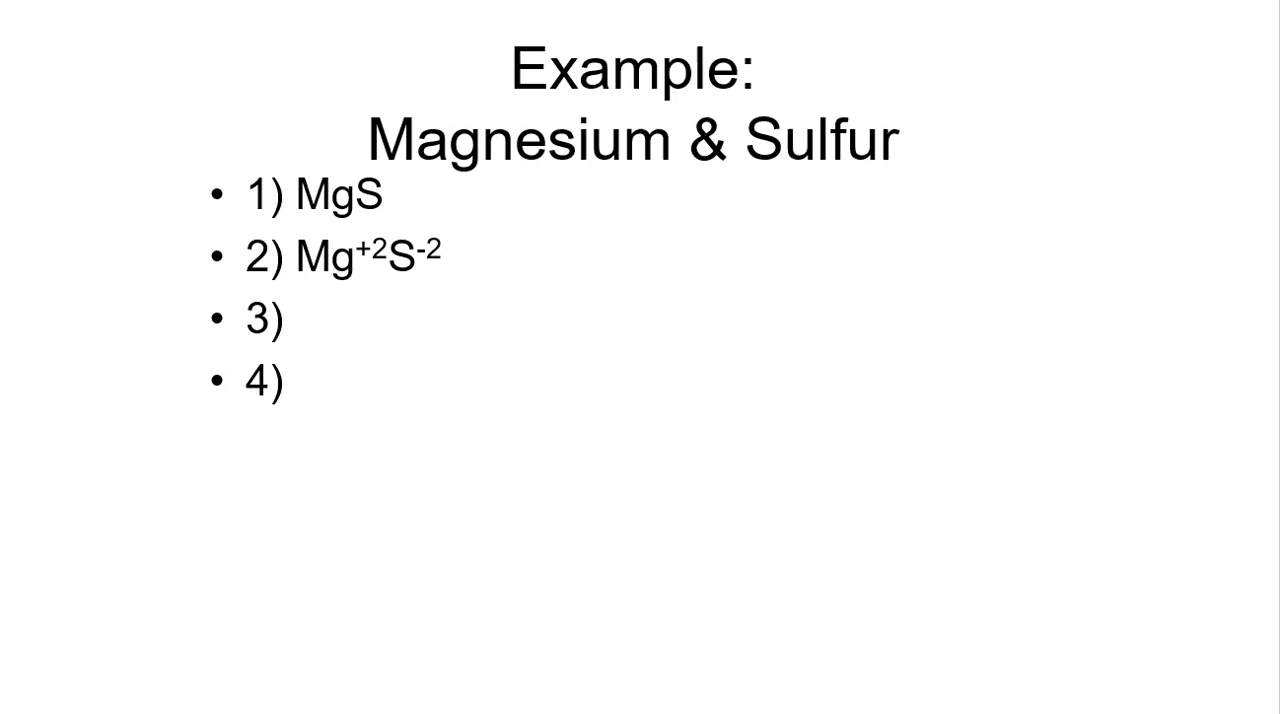 Example:
Magnesium & Sulfur
• 1) MgS
• 2) Mg⁺²S⁻²
• 3)
• 4)